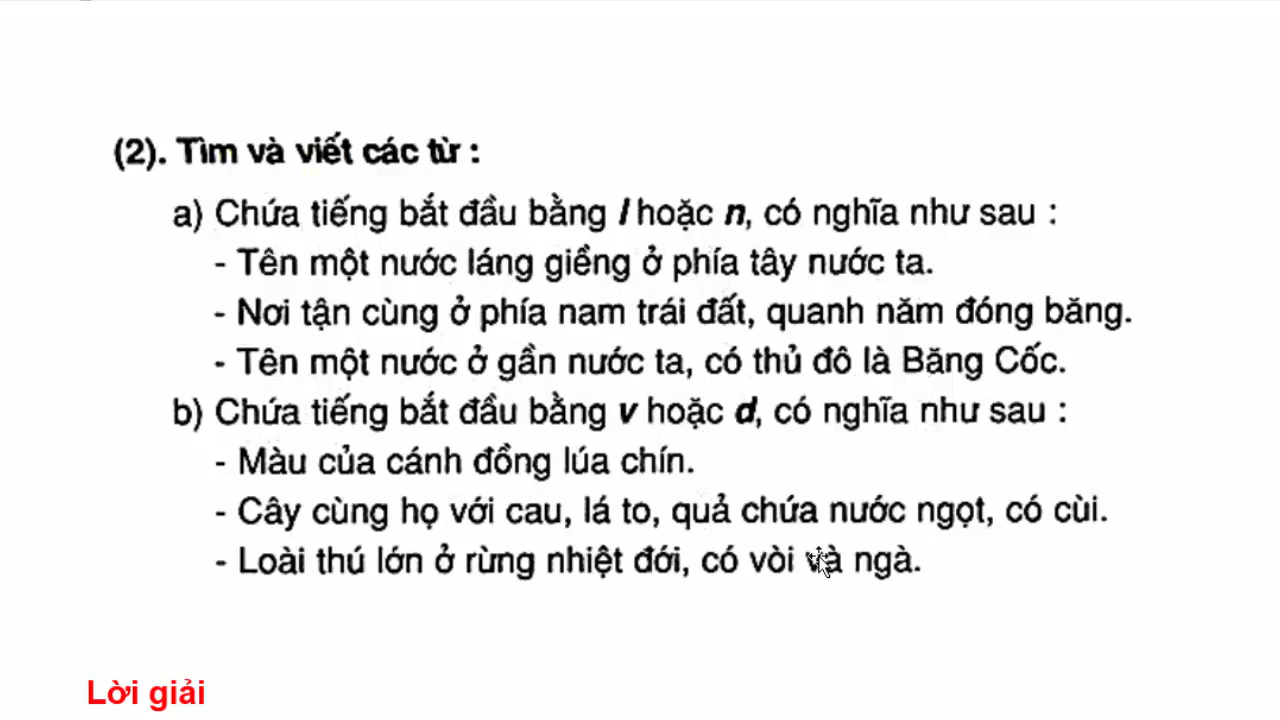 (2). Tìm và viết các từ :
a) Chứa tiếng bắt đầu bằng l hoặc n, có nghĩa như sau :
- Tên một nước láng giềng ở phía tây nước ta.
- Nơi tận cùng ở phía nam trái đất, quanh năm đóng băng.
- Tên một nước ở gần nước ta, có thủ đô là Băng Cốc.
b) Chứa tiếng bắt đầu bằng v hoặc d, có nghĩa như sau :
- Màu của cánh đồng lúa chín.
- Cây cùng họ với cau, lá to, quả chứa nước ngọt, có cùi.
- Loài thú lớn ở rừng nhiệt đới, có vòi và ngà.
Lời giải